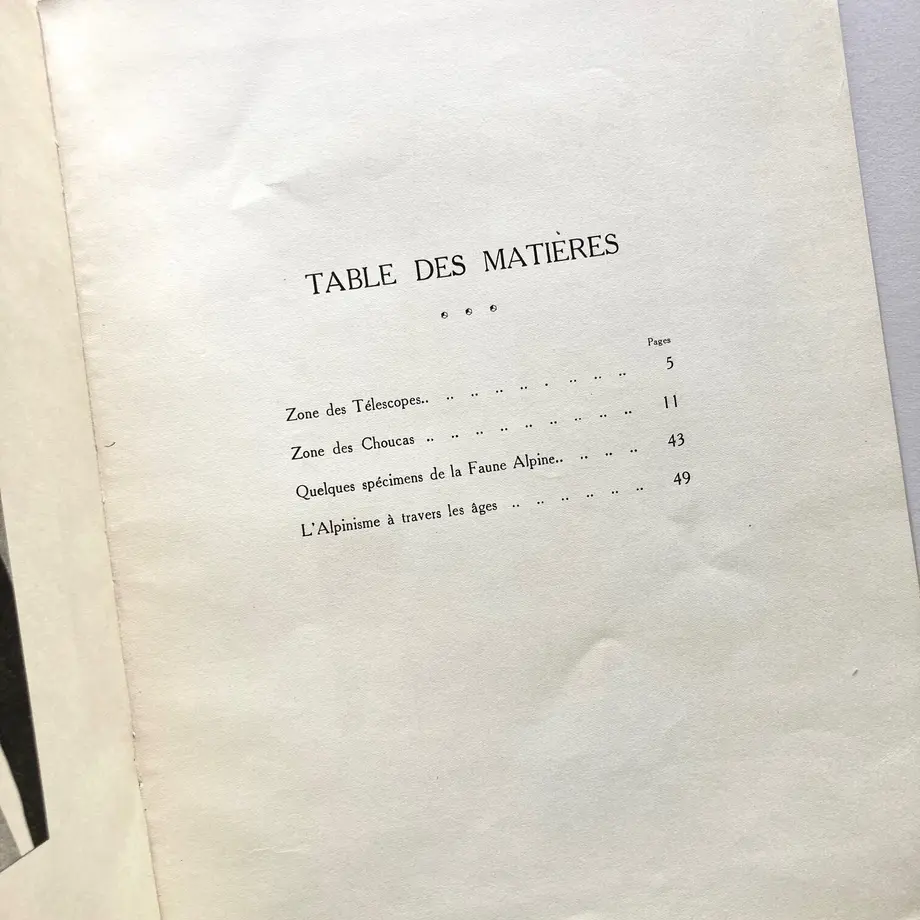 TABLE DES MATIÈRES
Pages
Zone des Télescopes.. .. .. .. .. . .. .. .. 5
Zone des Choucas .. .. .. .. .. .. .. .. .. 11
Quelques spécimens de la Faune Alpine.. .. .. .. 43
L'Alpinisme à travers les âges .. .. .. .. .. .. 49